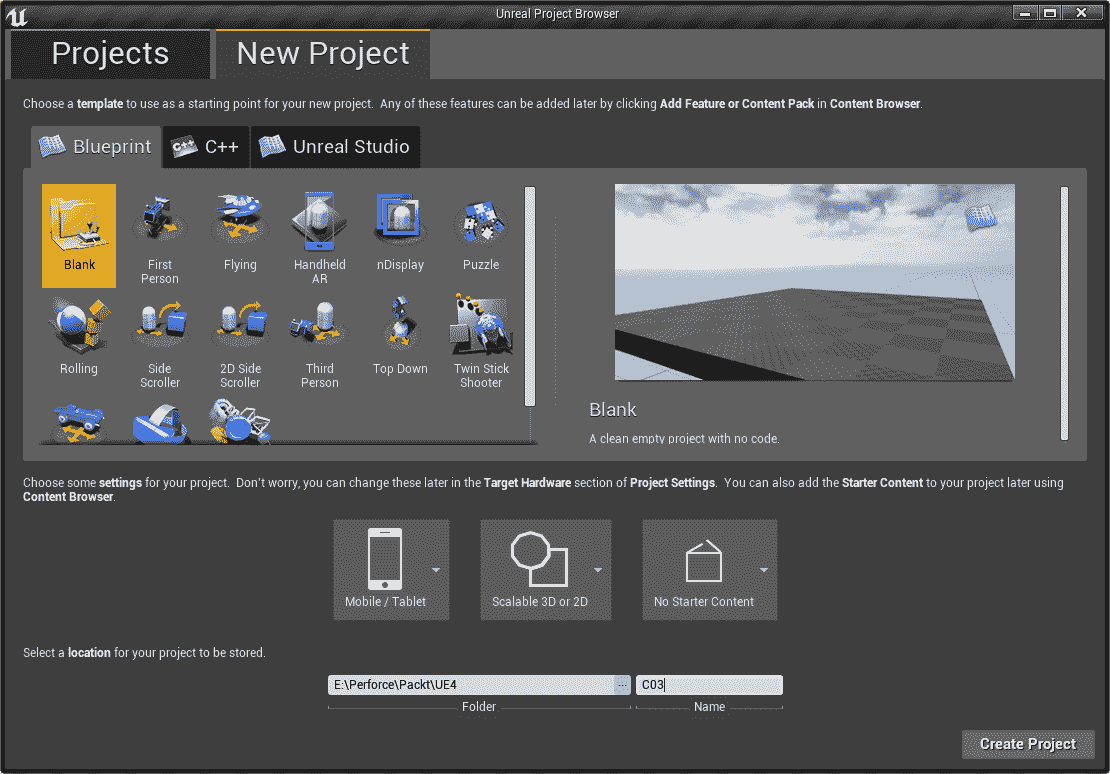 Unreal Project Browser
Projects
New Project
Choose a template to use as a starting point for your new project. Any of these features can be added later by clicking Add Feature or Content Pack in Content Browser.
Blueprint
C++
C++
Unreal Studio
Blank
First
Person
Flying
Handheld
AR
nDisplay
Puzzle
Rolling
Side
Scroller
2D Side
Scroller
Third
Person
Top Down
Twin Stick
Shooter
Blank
A clean empty project with no code.
Choose some settings for your project. Don't worry, you can change these later in the Target Hardware section of Project Settings. You can also add the Starter Content to your project later using
Content Browser.
Mobile / Tablet
Scalable 3D or 2D
No Starter Content
Select a location for your project to be stored.
E:\Perforce\Packt\UE4
...
C03
Folder
Name
Create Project